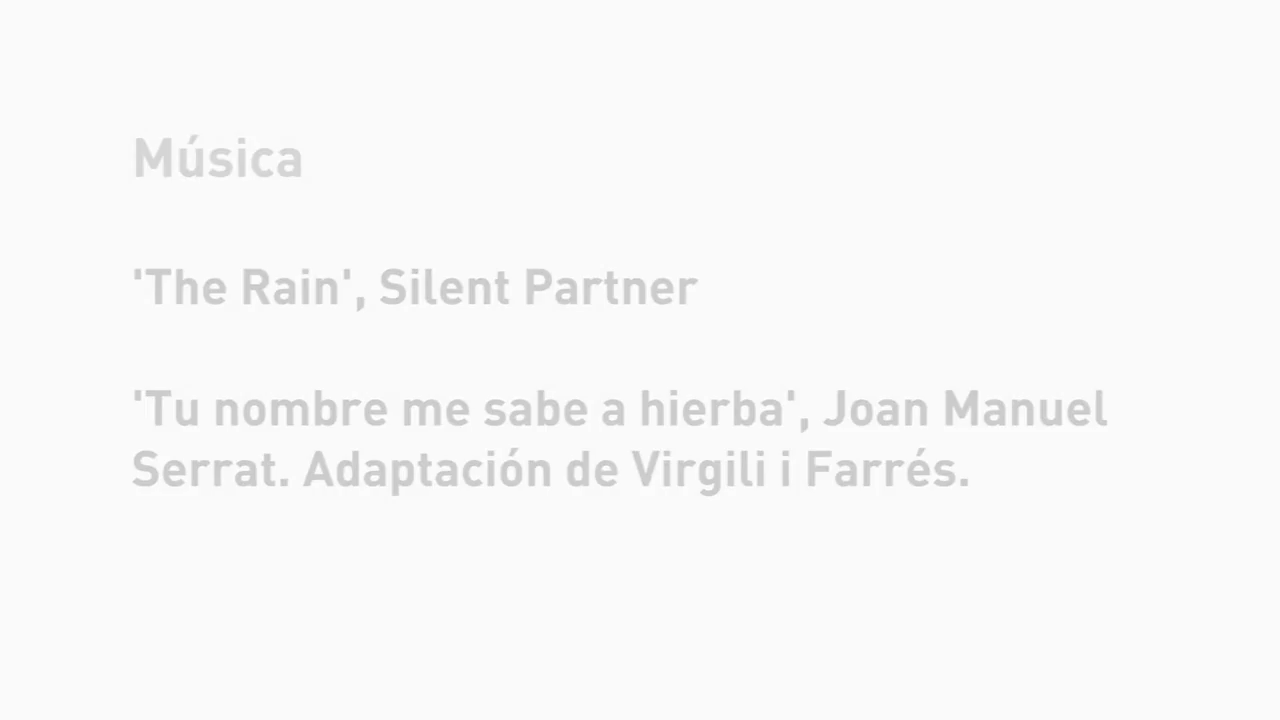 Música
'The Rain', Silent Partner
'Tu nombre me sabe a hierba', Joan Manuel
Serrat. Adaptación de Virgili i Farrés.